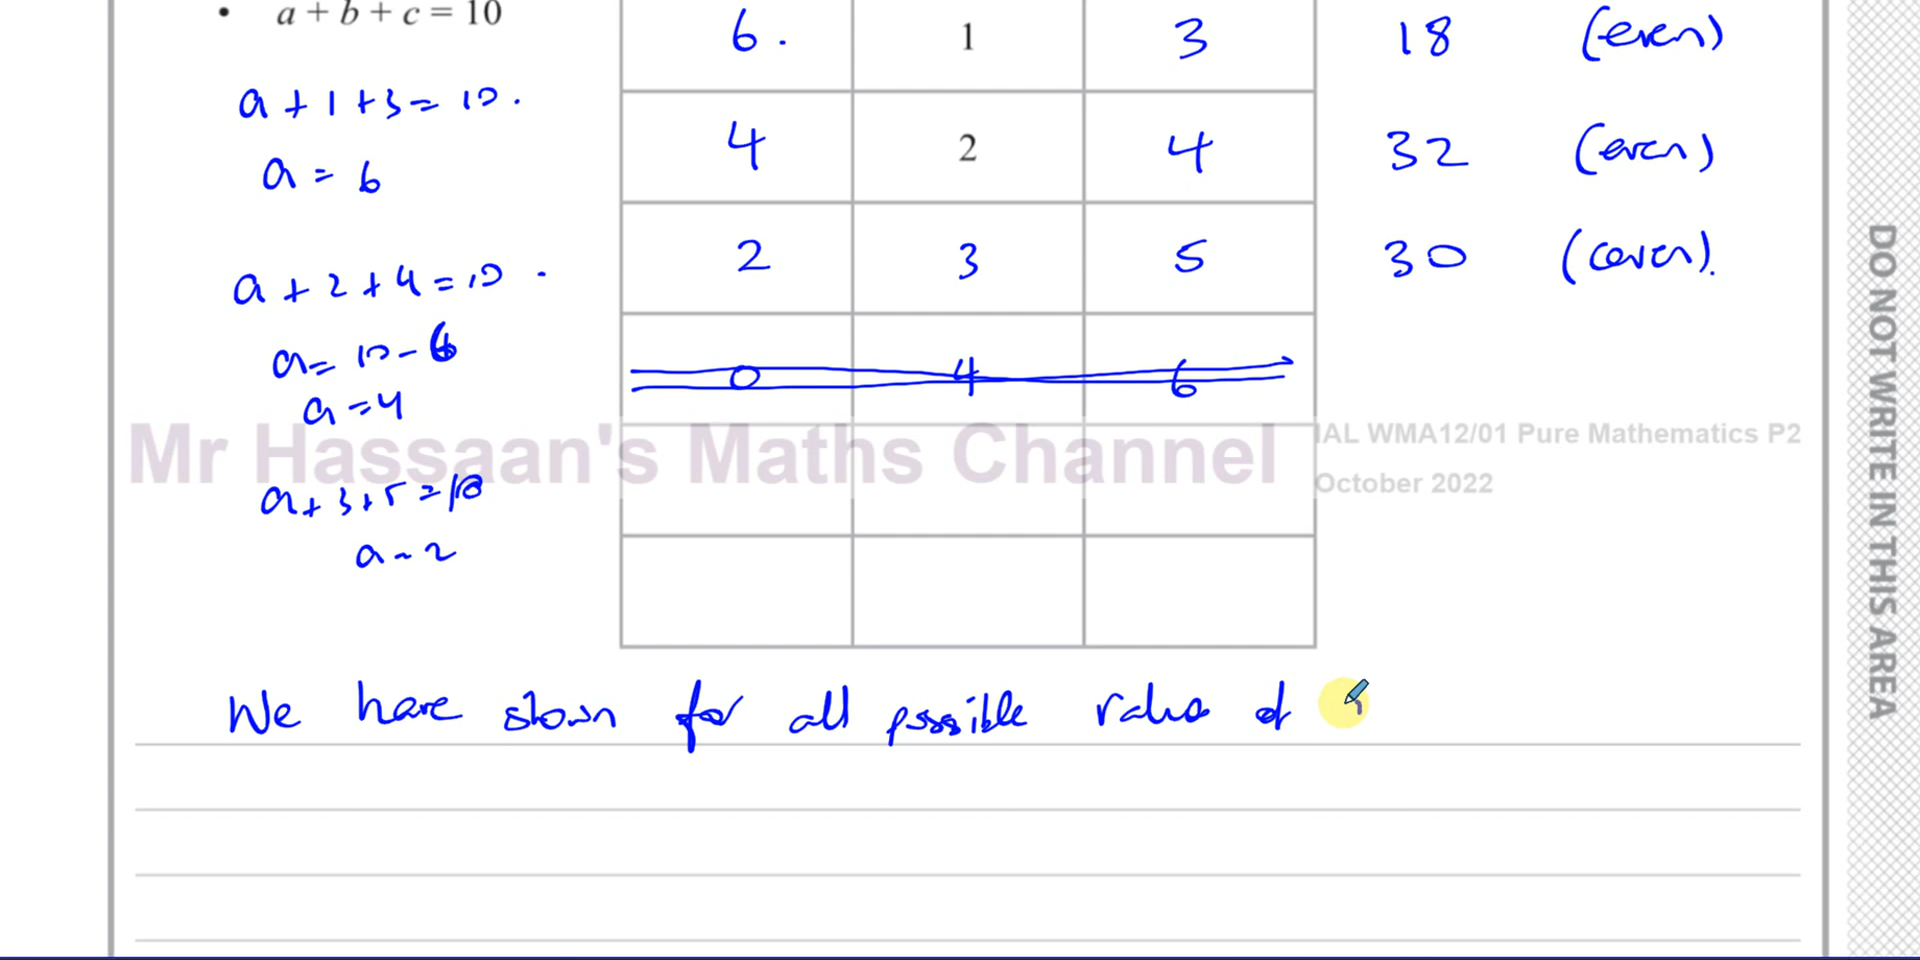 • a + b + c = 10
6. 1 3 18 (even)
a + 1 + 3 = 10.
4 2 4 32 (even)
a = 6
2 3 5 30 (even).
a + 2 + 4 = 10.
a = 10 - 6
0 4 6
a = 4
Mr Hassaan's Maths Channel
IAL WMA12/01 Pure Mathematics P2
October 2022
a + 3 + 5 = 10
a = 2
We have shown for all possible values of
DO NOT WRITE IN THIS AREA